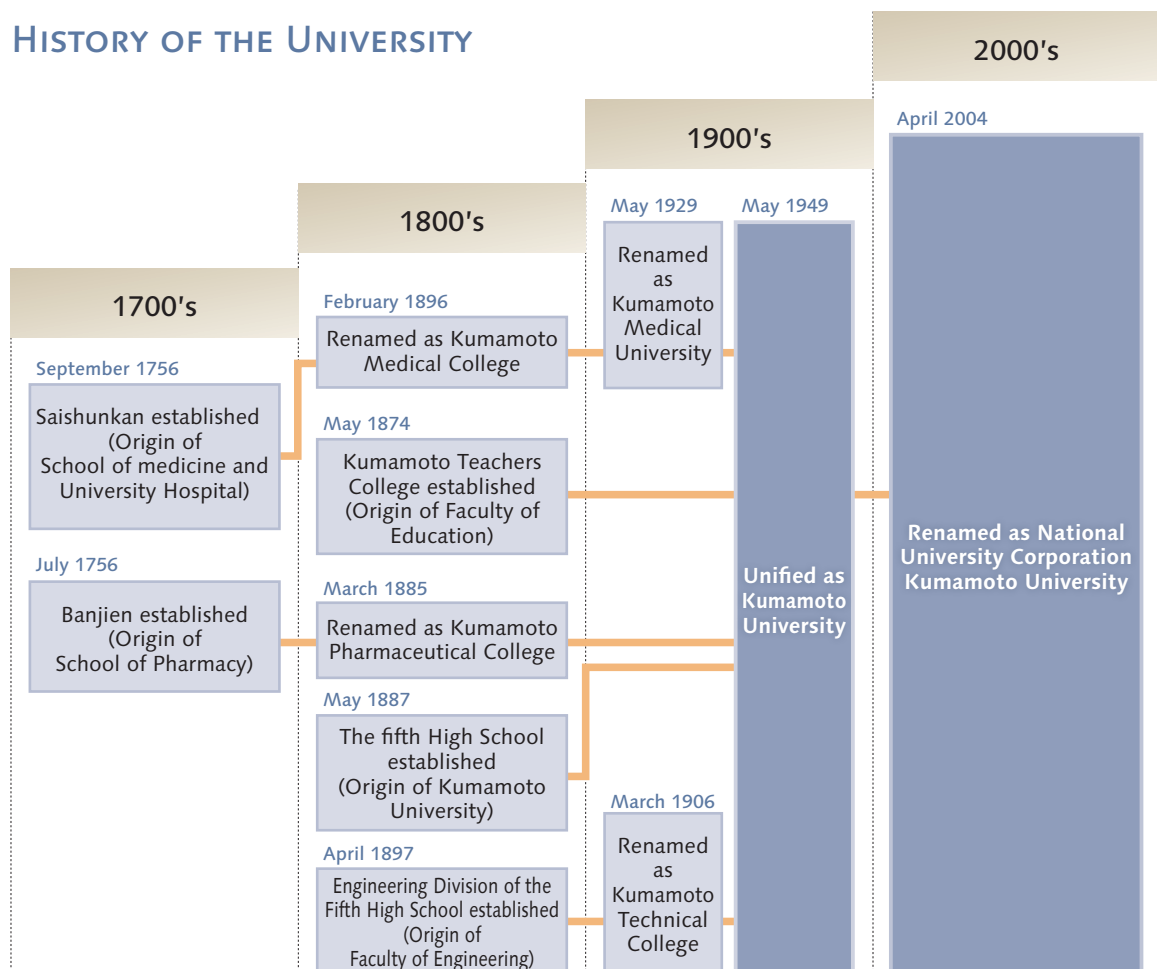 HISTORY OF THE UNIVERSITY
1700's
September 1756
Saishunkan established
(Origin of
School of medicine and
University Hospital)
July 1756
Banjien established
(Origin of
School of Pharmacy)
1800's
February 1896
Renamed as Kumamoto
Medical College
May 1874
Kumamoto Teachers
College established
(Origin of Faculty of
Education)
March 1885
Renamed as Kumamoto
Pharmaceutical College
May 1887
The fifth High School
established
(Origin of Kumamoto
University)
April 1897
Engineering Division of the
Fifth High School established
(Origin of
Faculty of Engineering)
1900's
May 1929
Renamed
as
Kumamoto
Medical
University
March 1906
Renamed
as
Kumamoto
Technical
College
May 1949
Unified as
Kumamoto
University
2000's
April 2004
Renamed as National
University Corporation
Kumamoto University